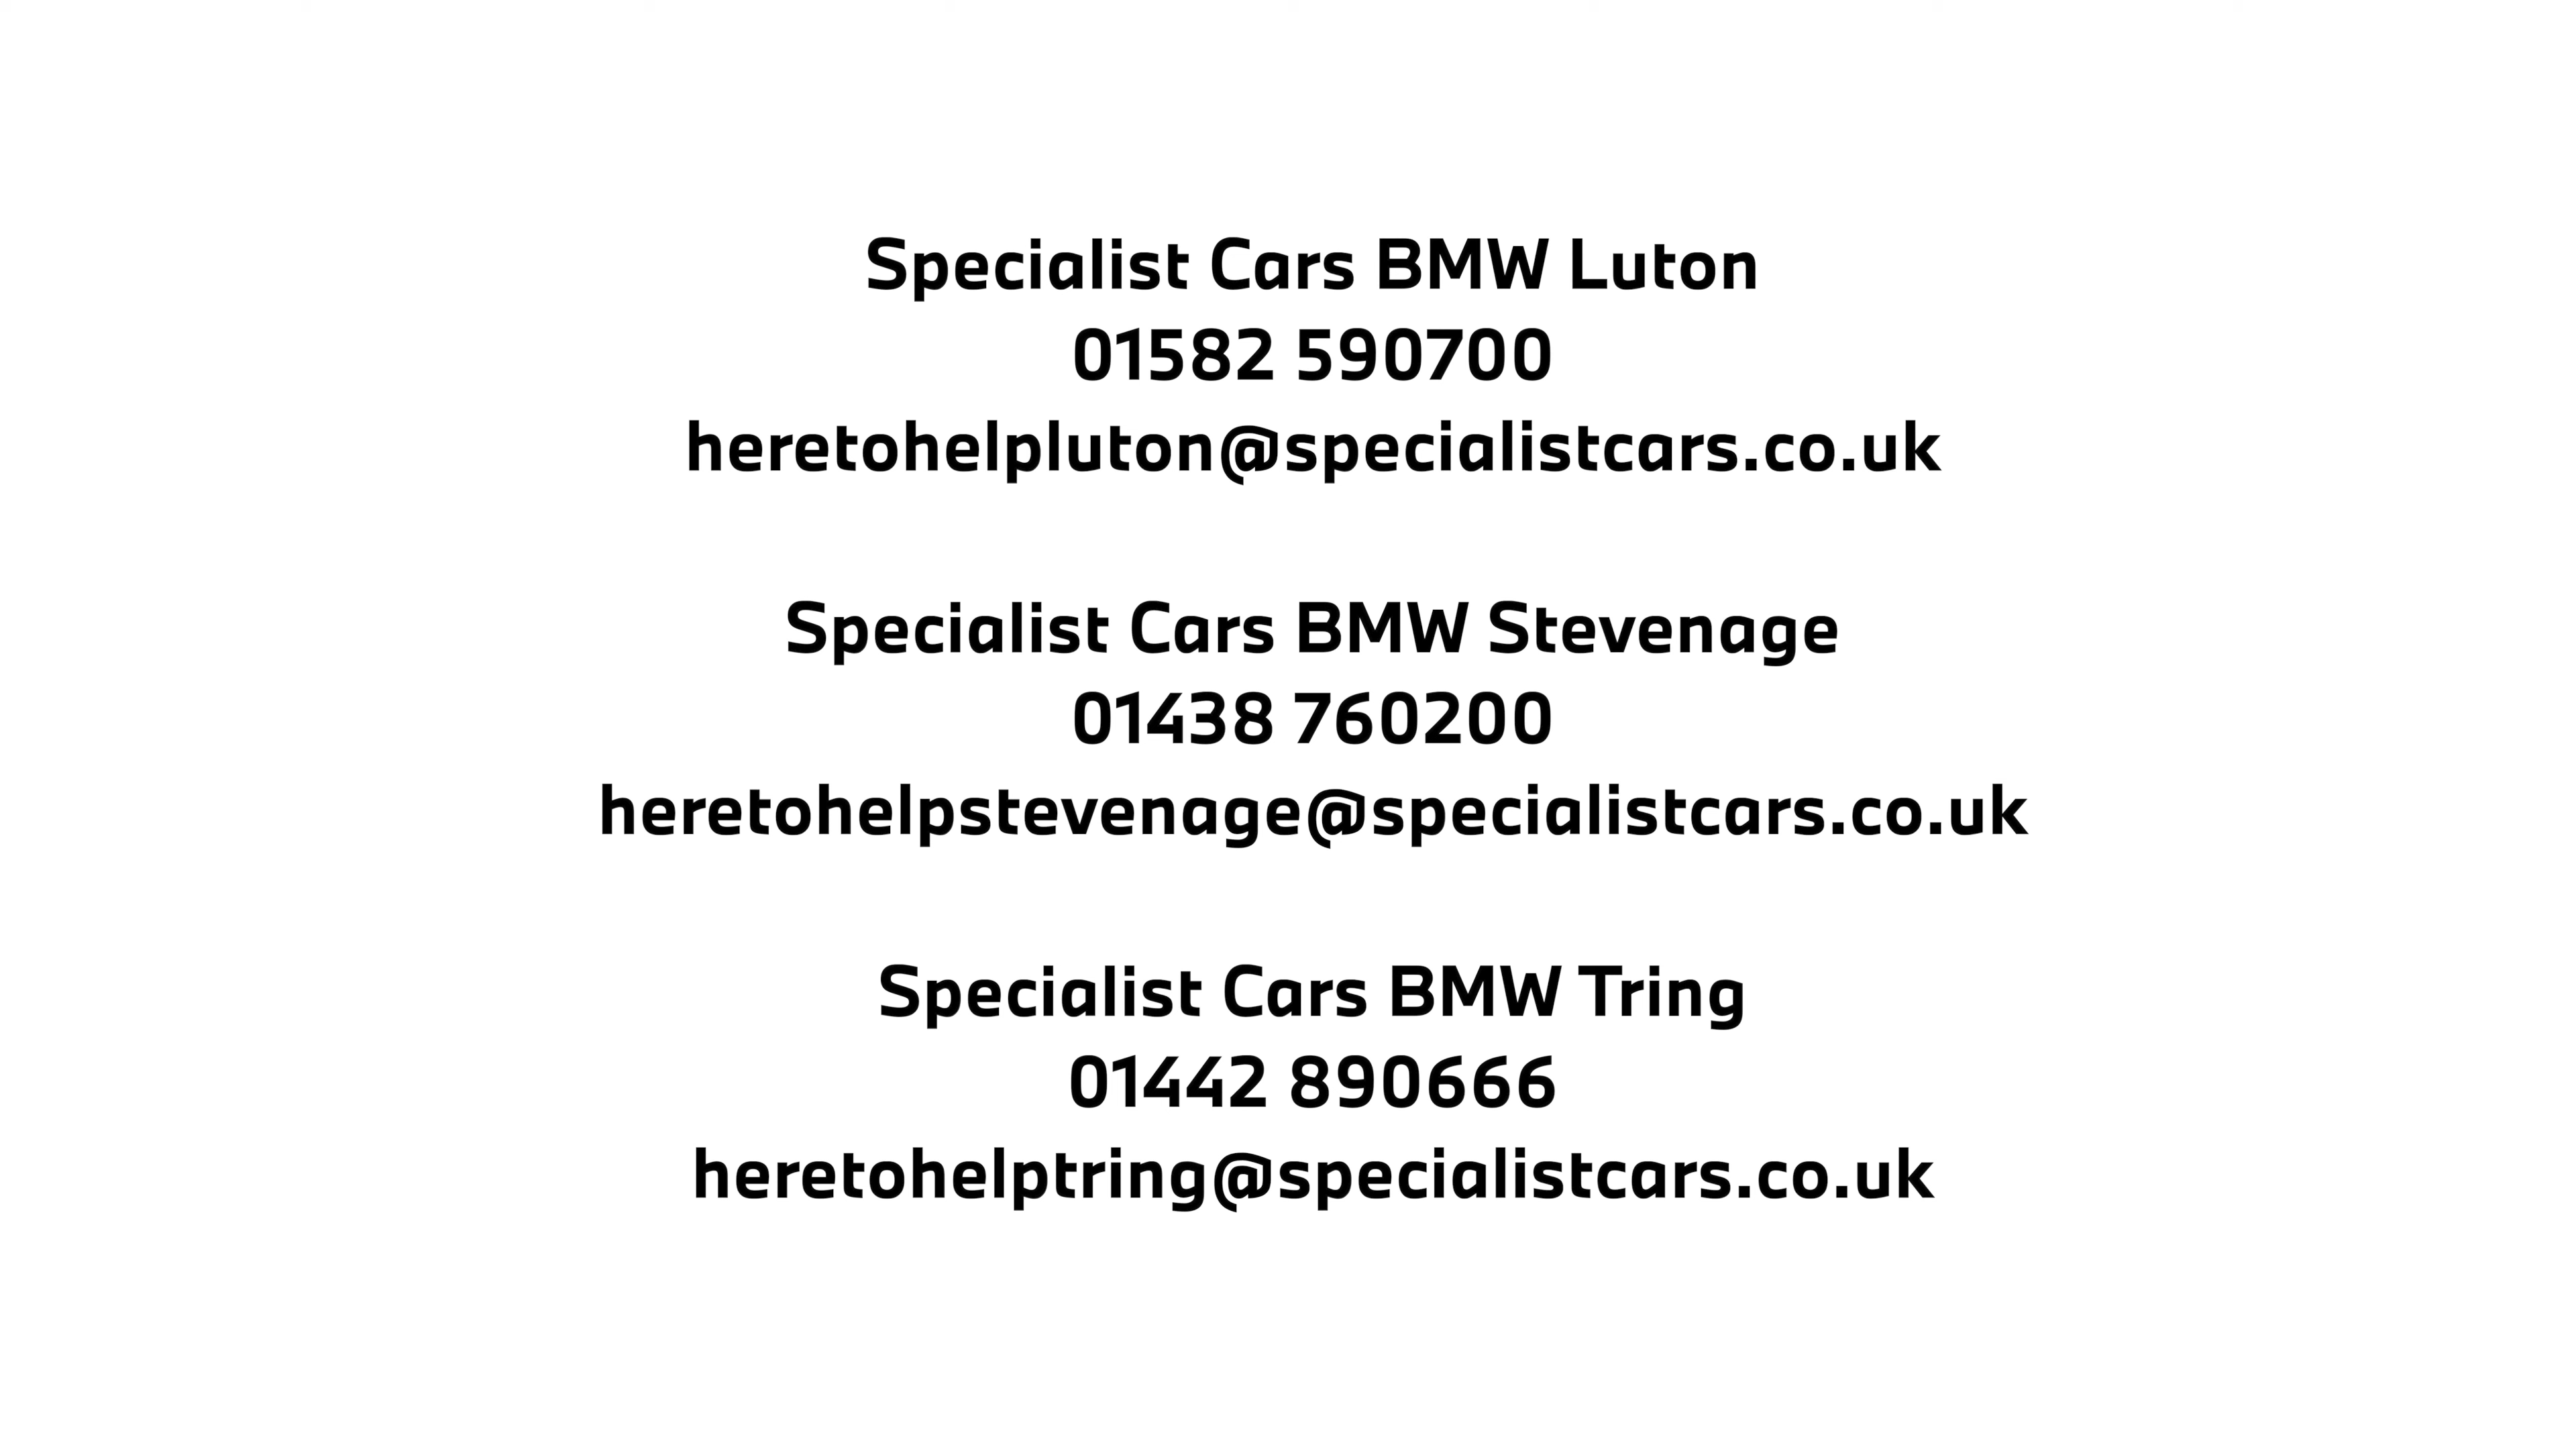 Specialist Cars BMW Luton
01582 590700
heretohelpluton@specialistcars.co.uk
Specialist Cars BMW Stevenage
01438 760200
heretohelpstevenage@specialistcars.co.uk
Specialist Cars BMW Tring
01442 890666
heretohelptring@specialistcars.co.uk